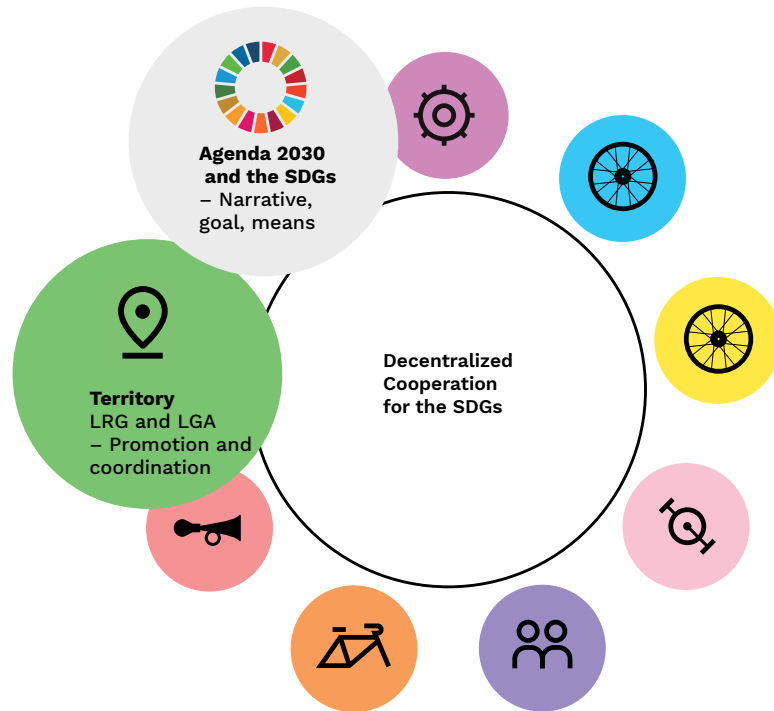 Agenda 2030
and the SDGs
– Narrative,
goal, means
Territory
LRG and LGA
– Promotion and
coordination
Decentralized
Cooperation
for the SDGs